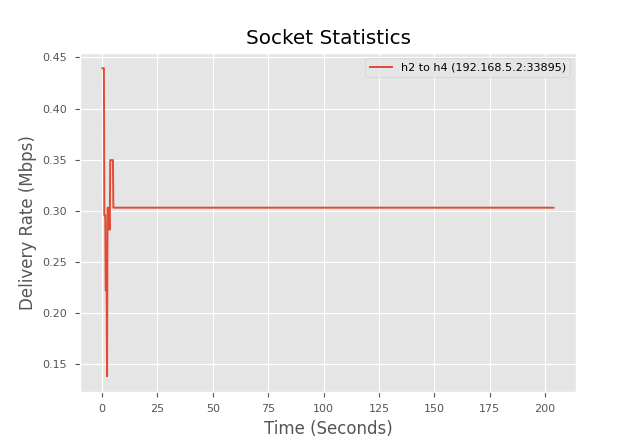 Socket Statistics
h2 to h4 (192.168.5.2:33895)
Delivery Rate (Mbps)
0.45
0.40
0.35
0.30
0.25
0.20
0.15
0 25 50 75 100 125 150 175 200
Time (Seconds)